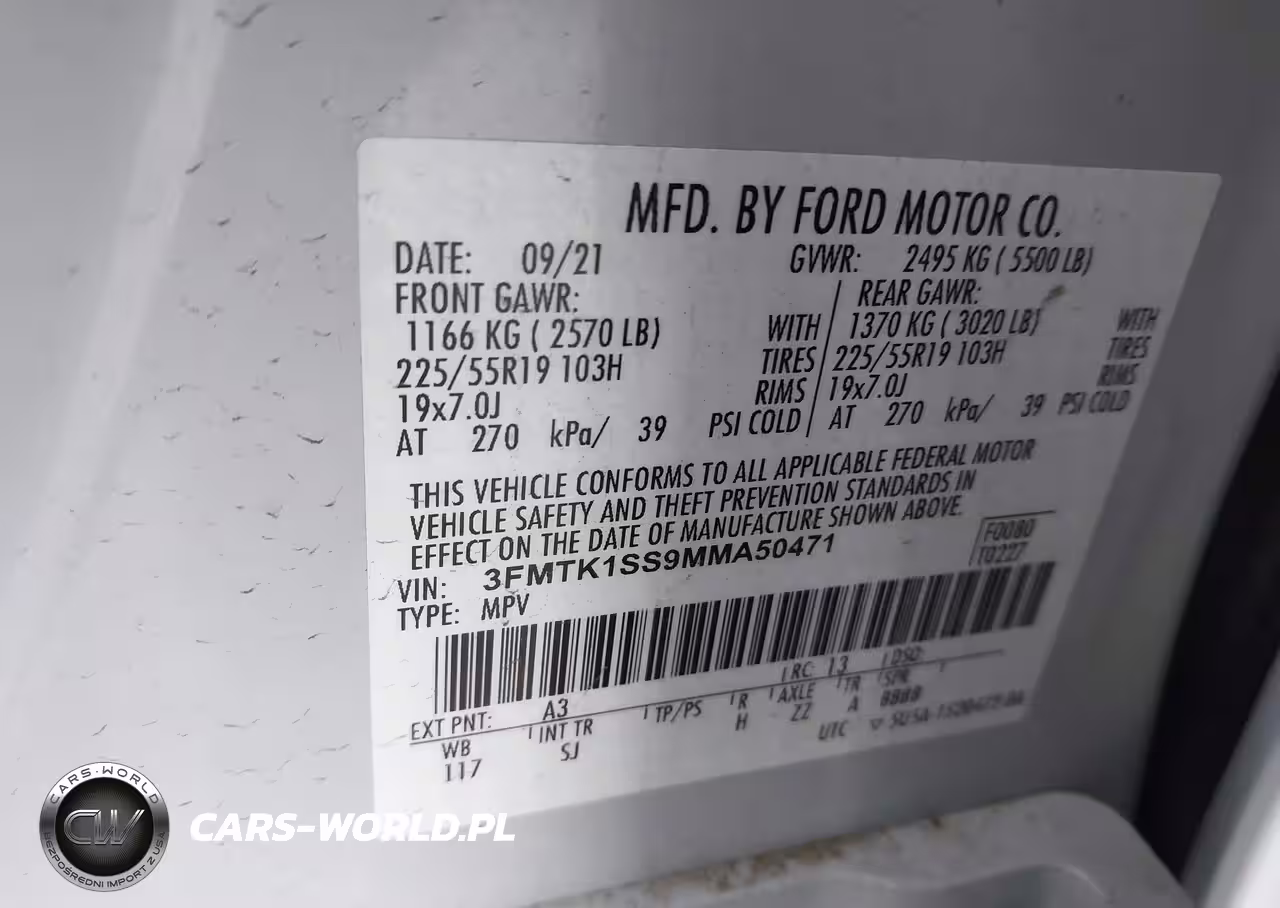 MFD. BY FORD MOTOR CO.
DATE: 09/21 GVWR: 2495 KG ( 5500 LB)
FRONT GAWR: REAR GAWR:
1166 KG ( 2570 LB) WITH 1370 KG ( 3020 LB) WITH
225/55R19 103H TIRES 225/55R19 103H TIRES
19x7.0J RIMS 19x7.0J RIMS
AT 270 kPa/ 39 PSI COLD AT 270 kPa/ 39 PSI COLD
THIS VEHICLE CONFORMS TO ALL APPLICABLE FEDERAL MOTOR
VEHICLE SAFETY AND THEFT PREVENTION STANDARDS IN
EFFECT ON THE DATE OF MANUFACTURE SHOWN ABOVE.
F0080
T0227
VIN: 3FMTK1SS9MMA50471
TYPE: MPV
EXT PNT: A3 RC: 13 DSO:
WB INT TR TP/PS R AXLE TR SPR
117 SJ H ZZ A
UTC
CARS-WORLD
CW
BEZPOŚREDNI IMPORT Z USA
CARS-WORLD.PL